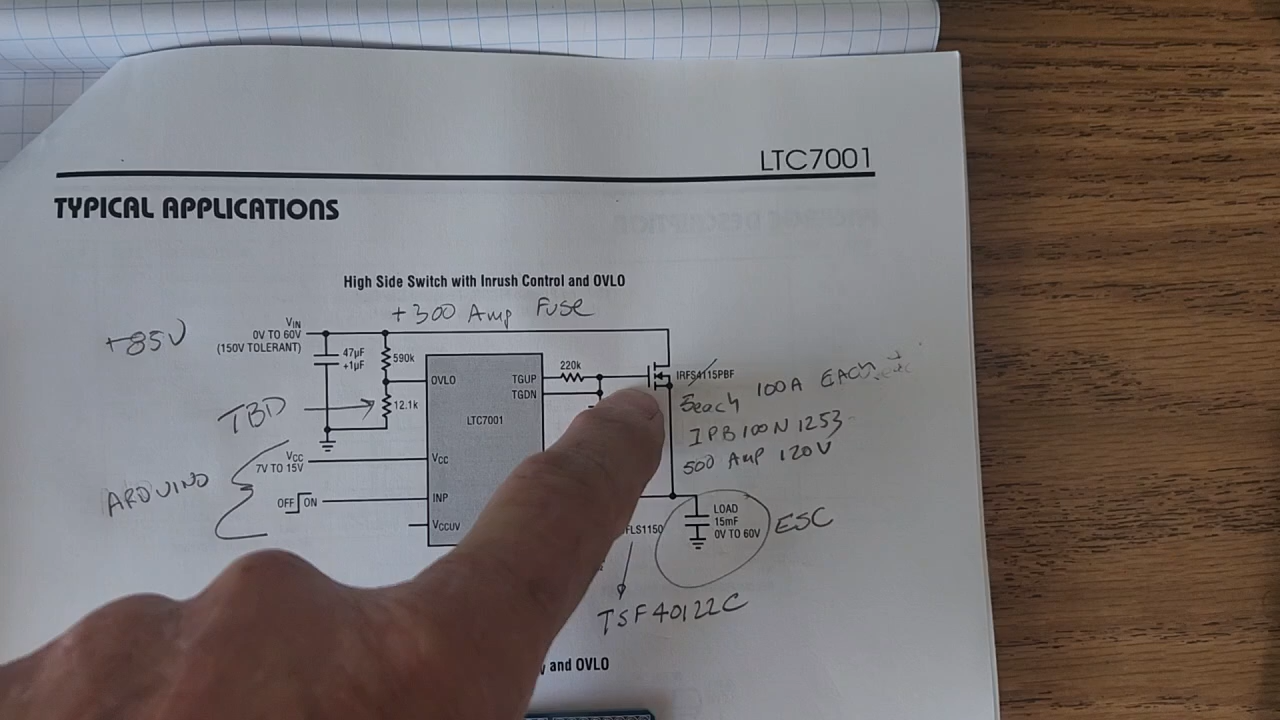 LTC7001
TYPICAL APPLICATIONS
High Side Switch with Inrush Control and OVLO
+300 Amp Fuse
+85V
VIN
0V TO 60V
(150V TOLERANT)
47µF
+1µF
590k
OVLO
TGUP
220k
TGDN
IRFS4115PBF
5each 100A EACH
TBD
12.1k
LTC7001
IPB100N1253
500 Amp 120V
ARDUINO
VCC
7V TO 15V
VCC
OFF ON
INP
VCCUV
FLS1150
LOAD
15mF
0V TO 60V
ESC
TSF40122C
and OVLO